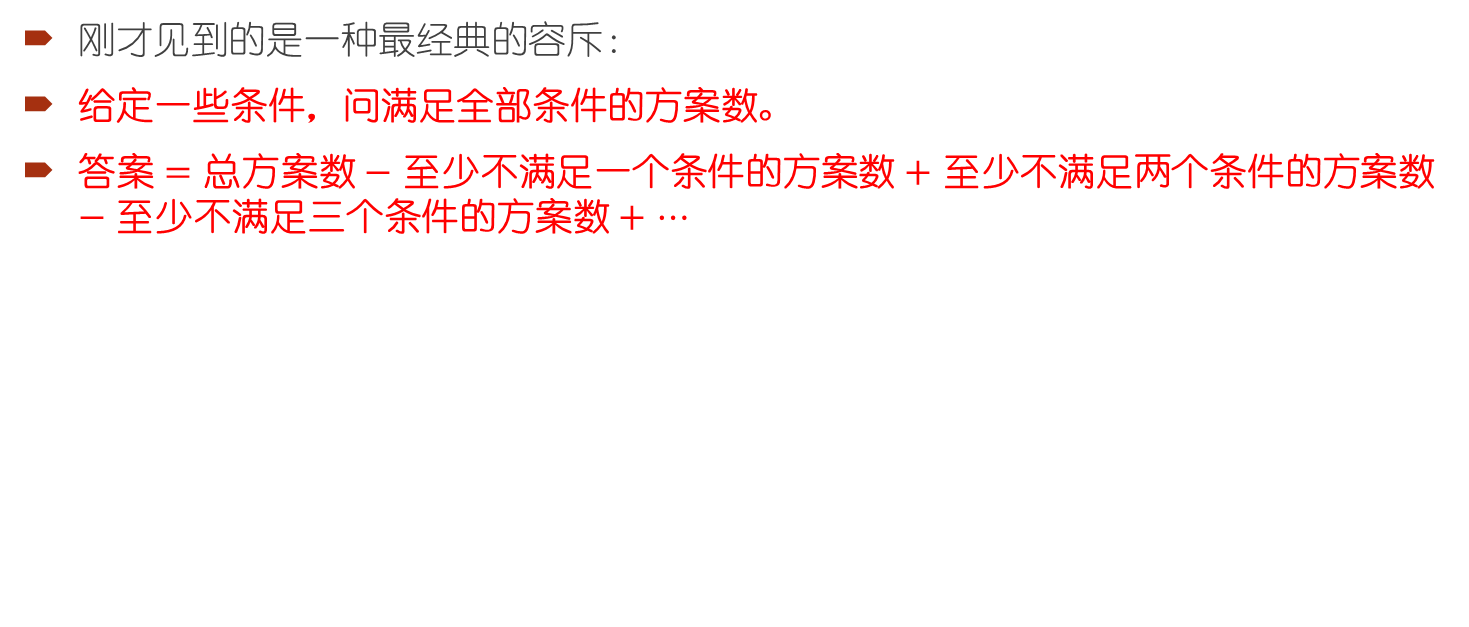 刚才见到的是一种最经典的容斥：
给定一些条件，问满足全部条件的方案数。
答案 = 总方案数 − 至少不满足一个条件的方案数 + 至少不满足两个条件的方案数
− 至少不满足三个条件的方案数 + ⋯